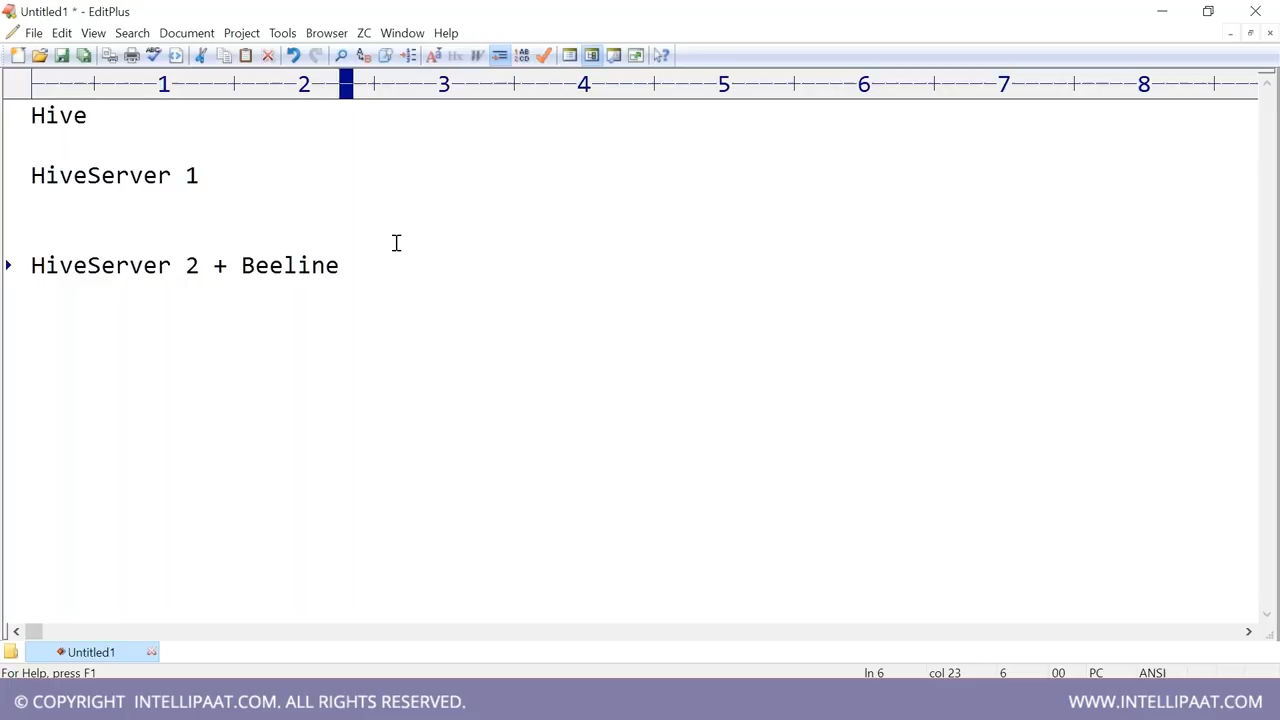 Untitled1 * - EditPlus
File Edit View Search Document Project Tools Browser ZC Window Help
1 2 3 4 5 6 7 8
Hive
HiveServer 1
HiveServer 2 + Beeline
Untitled1
For Help, press F1 ln 6 col 23 6 00 PC ANSI
© COPYRIGHT INTELLIPAAT.COM. ALL RIGHTS RESERVED. WWW.INTELLIPAAT.COM